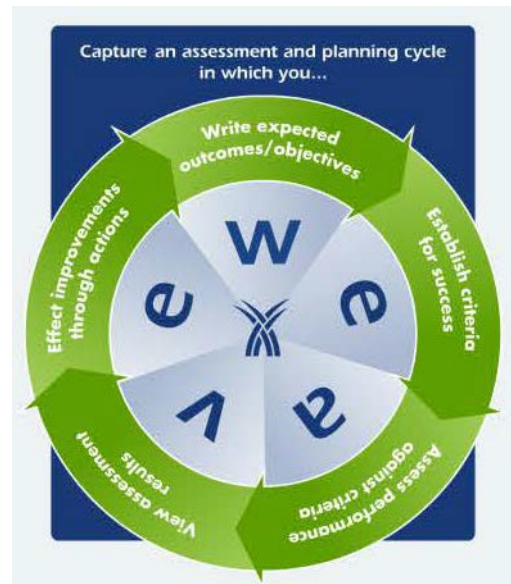 Capture an assessment and planning cycle
in which you...
Write expected
outcomes/objectives
Establish criteria
for success
Assess performance
against criteria
View assessment
results
Effect improvements
through actions
w
e
a
v
e